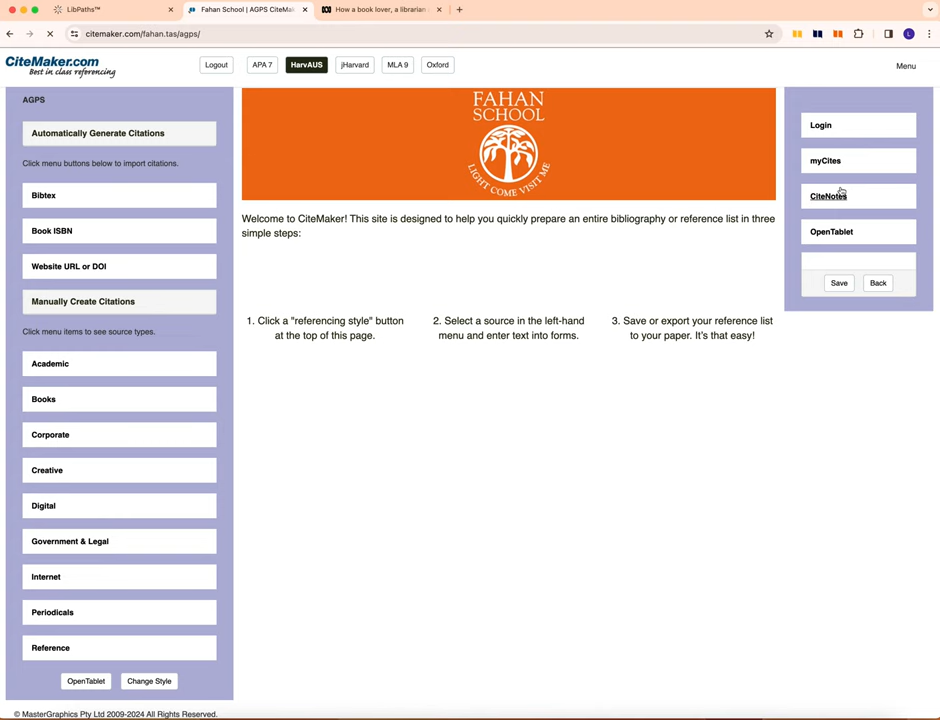 LibPaths™
Fahan School | AGPS CiteMak
How a book lover, a librarian
citemaker.com/fahan.tas/agps/
L
CiteMaker.com
Best in class referencing
Logout
APA 7
HarvAUS
jHarvard
MLA 9
Oxford
Menu
AGPS
Automatically Generate Citations
Click menu buttons below to import citations.
Bibtex
Book ISBN
Website URL or DOI
Manually Create Citations
Click menu items to see source types.
Academic
Books
Corporate
Creative
Digital
Government & Legal
Internet
Periodicals
Reference
OpenTablet
Change Style
© MasterGraphics Pty Ltd 2009-2024 All Rights Reserved.
FAHAN
SCHOOL
LIGHT COME VISIT ME
Welcome to CiteMaker! This site is designed to help you quickly prepare an entire bibliography or reference list in three
simple steps:
1. Click a "referencing style" button
at the top of this page.
2. Select a source in the left-hand
menu and enter text into forms.
3. Save or export your reference list
to your paper. It's that easy!
Login
myCites
CiteNotes
OpenTablet
Save
Back